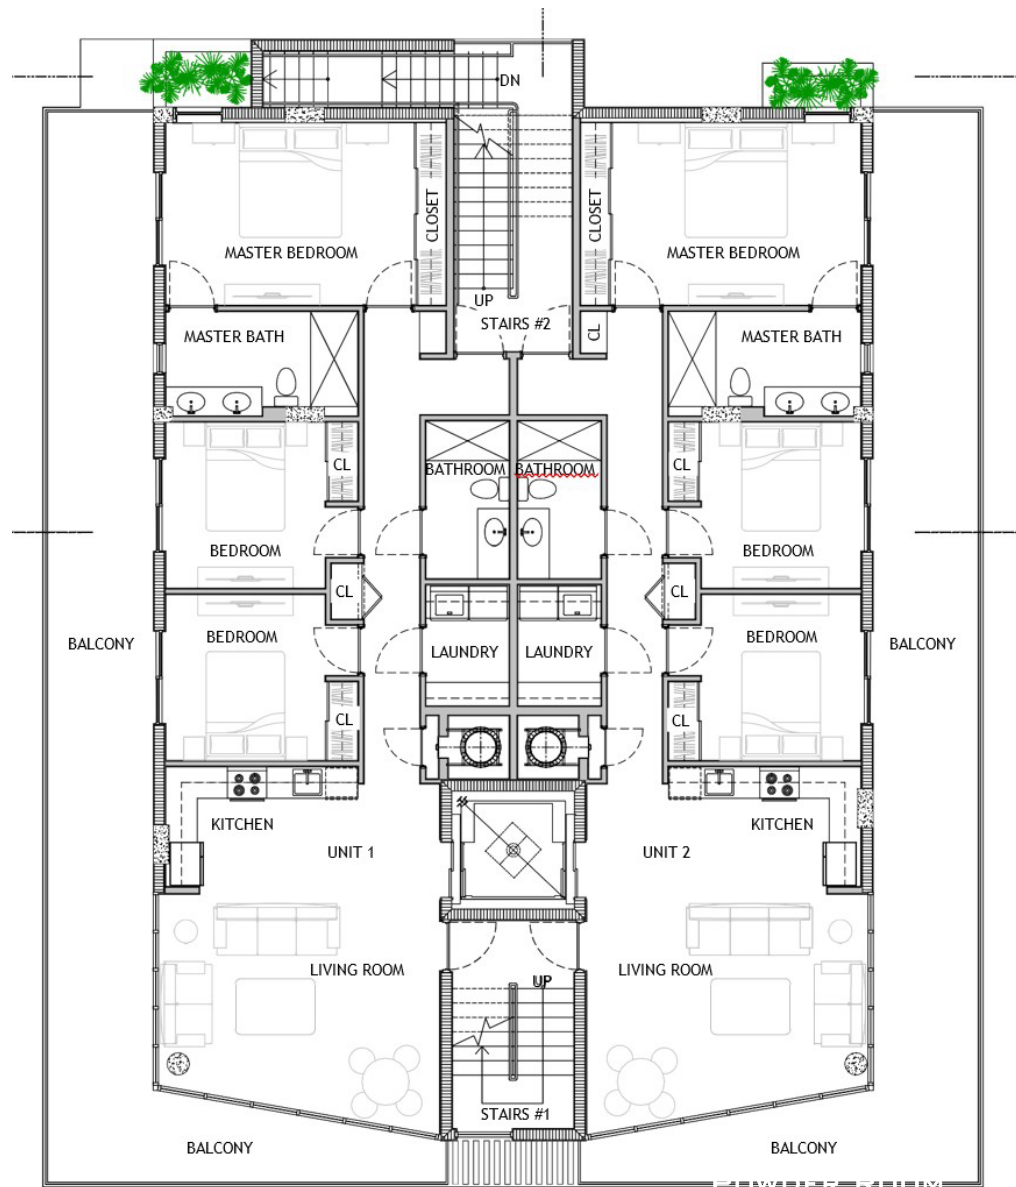 DN
MASTER BEDROOM
CLOSET
CLOSET
MASTER BEDROOM
UP
STAIRS #2
CL
MASTER BATH
MASTER BATH
CL
BATHROOM
BATHROOM
CL
BEDROOM
BEDROOM
CL
CL
BALCONY
BEDROOM
LAUNDRY
LAUNDRY
BEDROOM
BALCONY
CL
CL
KITCHEN
KITCHEN
UNIT 1
UNIT 2
LIVING ROOM
LIVING ROOM
UP
STAIRS #1
BALCONY
BALCONY
POWDER ROOM